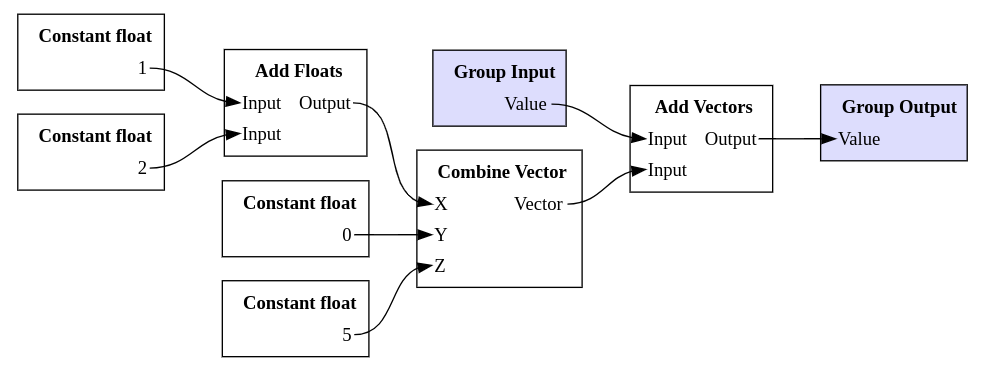 Constant float
1
Constant float
2
Add Floats
Input Output
Input
Constant float
0
Constant float
5
Group Input
Value
Combine Vector
X Vector
Y
Z
Add Vectors
Input Output
Input
Group Output
Value